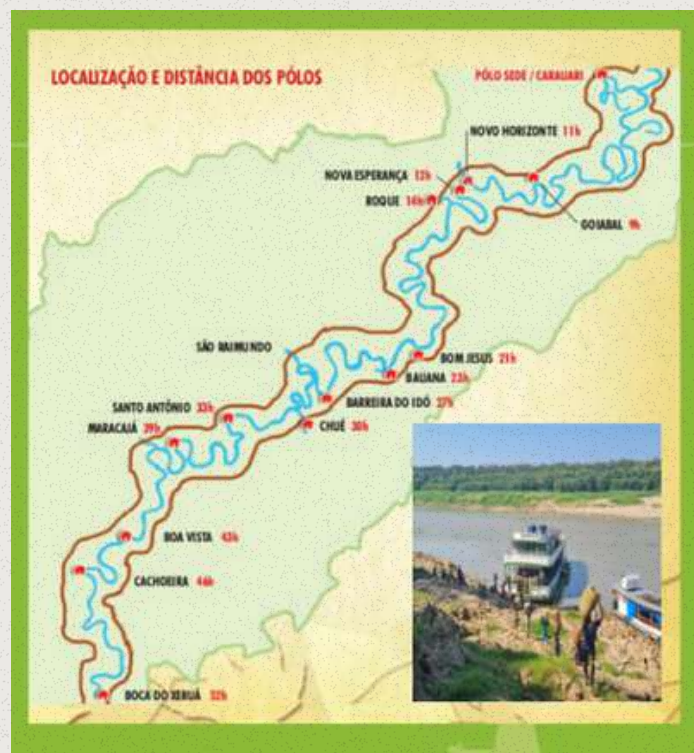 LOCALIZAÇÃO E DISTÂNCIA DOS PÓLOS
PÓLO SEDE / CARAUARI
NOVO HORIZONTE 11h
NOVA ESPERANÇA 12h
ROQUE 14h
GOIABAL 9h
SÃO RAIMUNDO
BOM JESUS 21h
BAUANA 23h
BARREIRA DO IDÓ 27h
SANTO ANTÔNIO 33h
CHUÉ 30h
MARACAJÁ 39h
BOA VISTA 43h
CACHOEIRA 46h
BOCA DO XERUÁ 52h